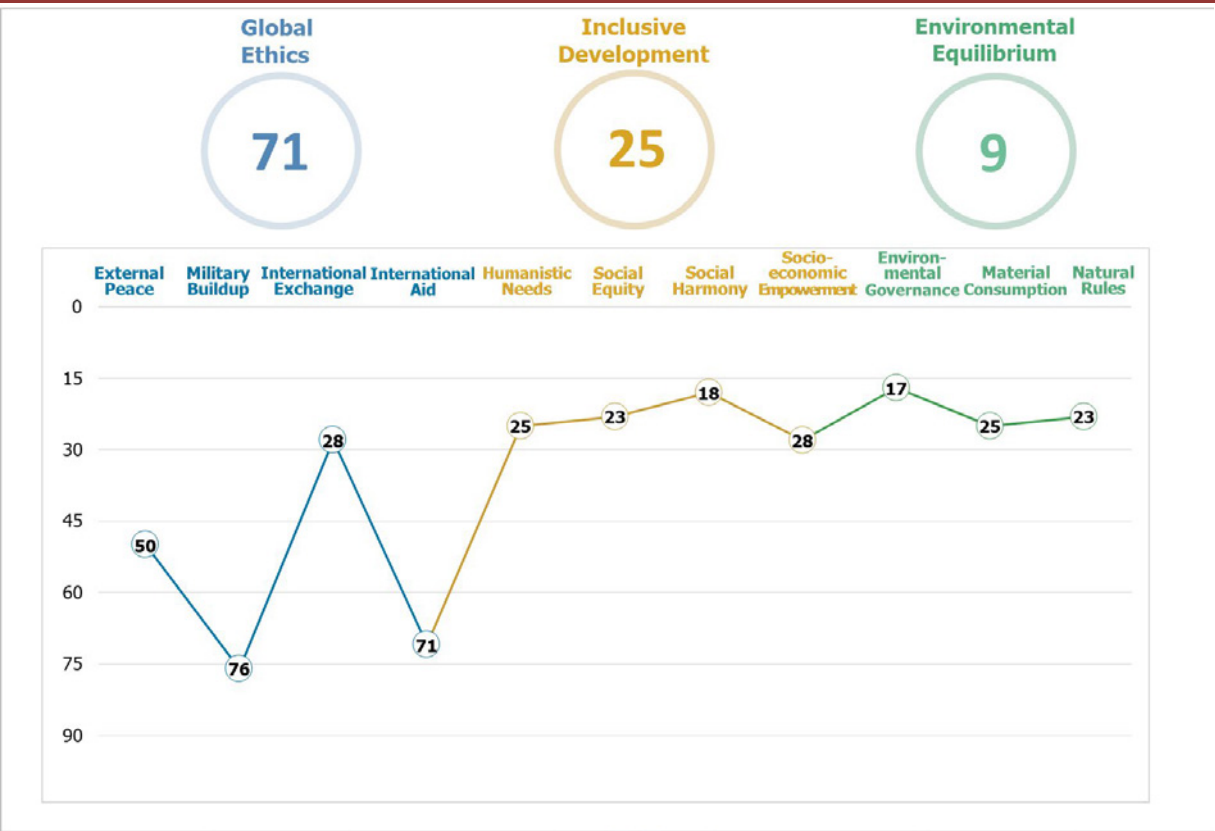 Global
Ethics
Inclusive
Development
Environmental
Equilibrium
71
25
9
External
Peace
Military
Buildup
International
Exchange
International
Aid
Humanistic
Needs
Social
Equity
Social
Harmony
Socio-
economic
Empowerment
Environ-
mental
Governance
Material
Consumption
Natural
Rules
0
15
30
45
60
75
90
50
76
28
71
25
23
18
28
17
25
23